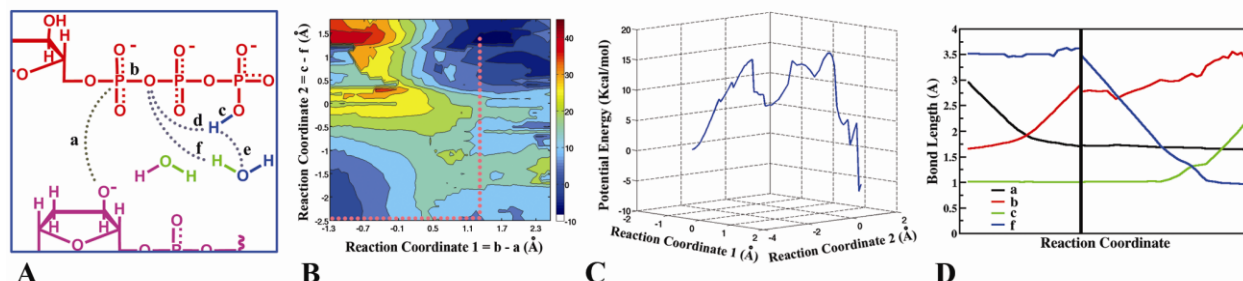 OH
O⁻ O⁻ O⁻
O P b O P O P O
O O O
c
H
d
a
f
e
H O H
H O H
O⁻
H H H H
O
O P O
O
A
Reaction Coordinate 2 = c - f (Å)
1.5
1
0.5
0
-0.5
-1
-1.5
-2
-2.5
-1.3 -0.7 -0.1 0.5 1.1 1.7 2.3
Reaction Coordinate 1 = b - a (Å)
40
30
20
10
0
-10
B
Potential Energy (Kcal/mol)
20
15
10
5
0
-5
-10
-2 -1 0 1 2
Reaction Coordinate 1 (Å)
-4 -2 0 2
Reaction Coordinate 2 (Å)
C
Bond Length (A)
4
3.5
3
2.5
2
1.5
1
0.5
0
a
b
c
f
Reaction Coordinate
D